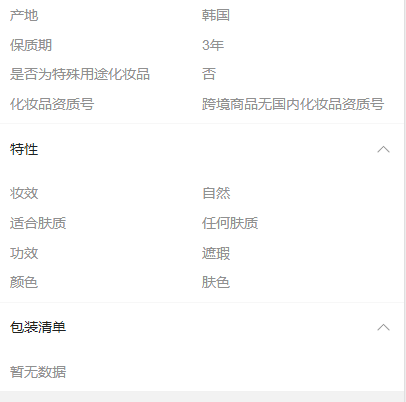 产地 韩国
保质期 3年
是否为特殊用途化妆品 否
化妆品资质号 跨境商品无国内化妆品资质号
特性
妆效 自然
适合肤质 任何肤质
功效 遮瑕
颜色 肤色
包装清单
暂无数据